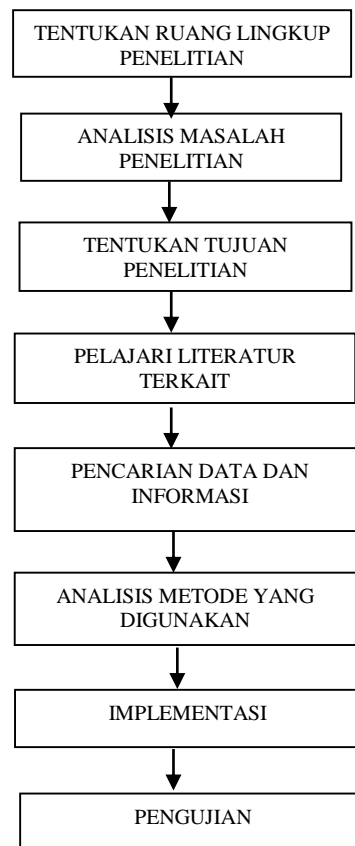 TENTUKAN RUANG LINGKUP
PENELITIAN
ANALISIS MASALAH
PENELITIAN
TENTUKAN TUJUAN
PENELITIAN
PELAJARI LITERATUR
TERKAIT
PENCARIAN DATA DAN
INFORMASI
ANALISIS METODE YANG
DIGUNAKAN
IMPLEMENTASI
PENGUJIAN